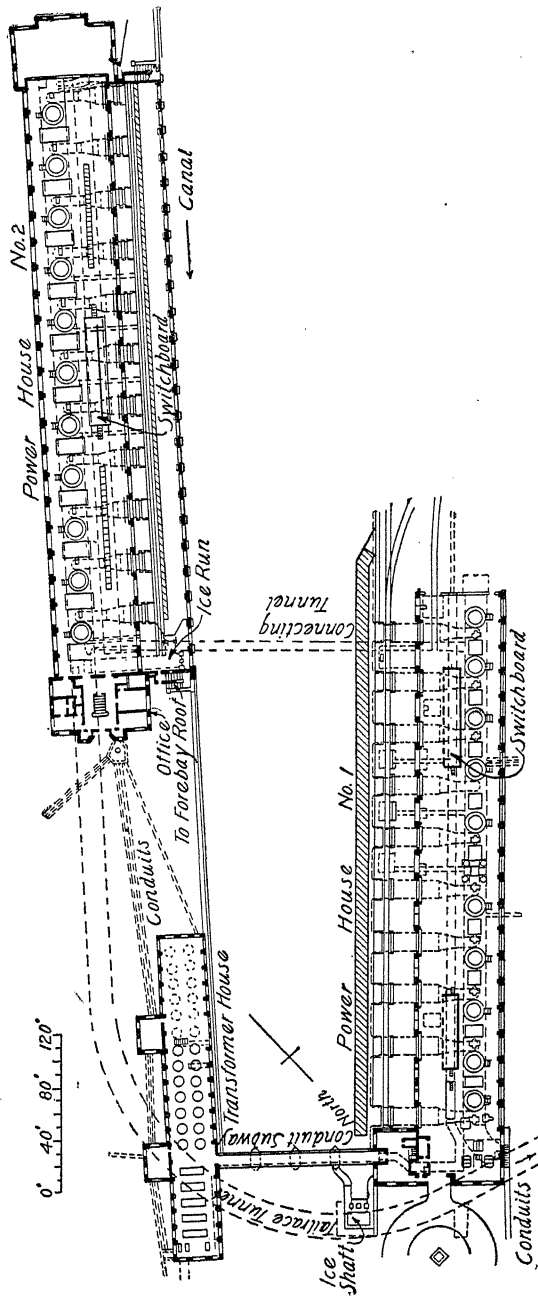 Power House No.2
Canal
Switchboard
Ice Run
Connecting
Tunnel
Office
To Forebay Roof
Conduits
Transformer House
0' 40' 80' 120'
North
Conduit Subway
Power House No.1
Switchboard
Tailrace Tunnel
Ice
Shaft
Conduits